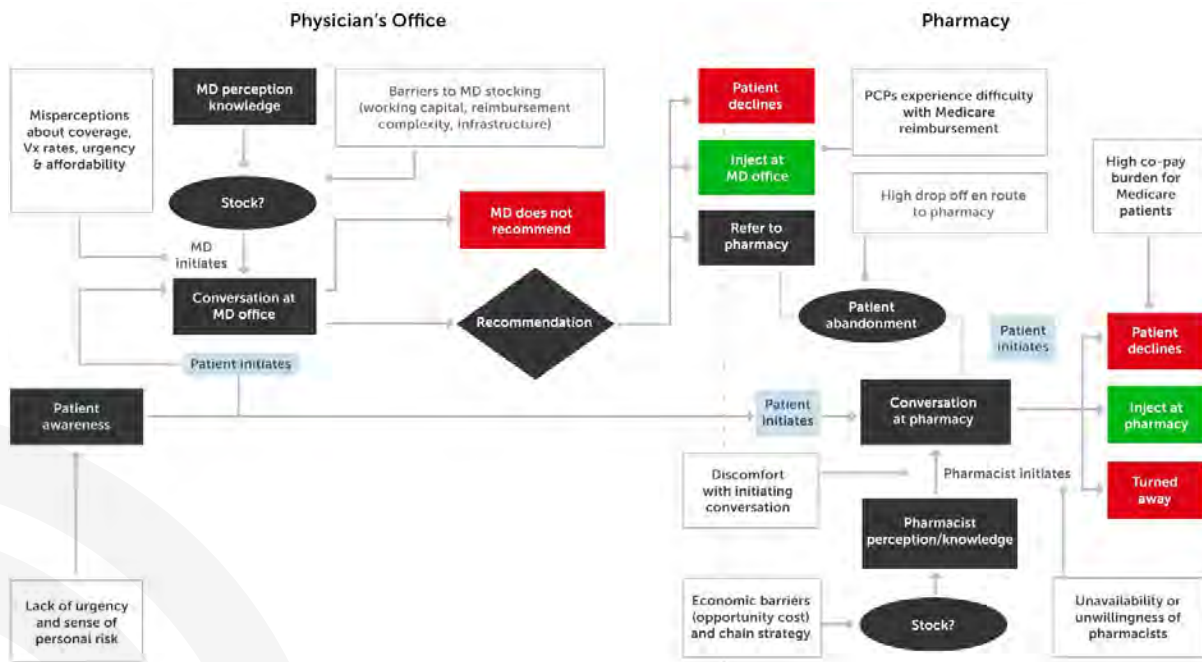 Physician's Office
Pharmacy
Misperceptions
about coverage,
Vx rates, urgency
& affordability
MD perception
knowledge
Barriers to MD stocking
(working capital, reimbursement
complexity, infrastructure)
Stock?
MD
initiates
Conversation at
MD office
Patient initiates
Patient
awareness
Lack of urgency
and sense of
personal risk
MD does not
recommend
Recommendation
Patient
declines
Inject at
MD office
Refer to
pharmacy
PCPs experience difficulty
with Medicare
reimbursement
High drop off en route
to pharmacy
High co-pay
burden for
Medicare
patients
Patient
abandonment
Patient
initiates
Patient
initiates
Conversation
at pharmacy
Patient
declines
Inject at
pharmacy
Turned
away
Discomfort
with initiating
conversation
Pharmacist initiates
Pharmacist
perception/knowledge
Economic barriers
(opportunity cost)
and chain strategy
Stock?
Unavailability or
unwillingness of
pharmacists